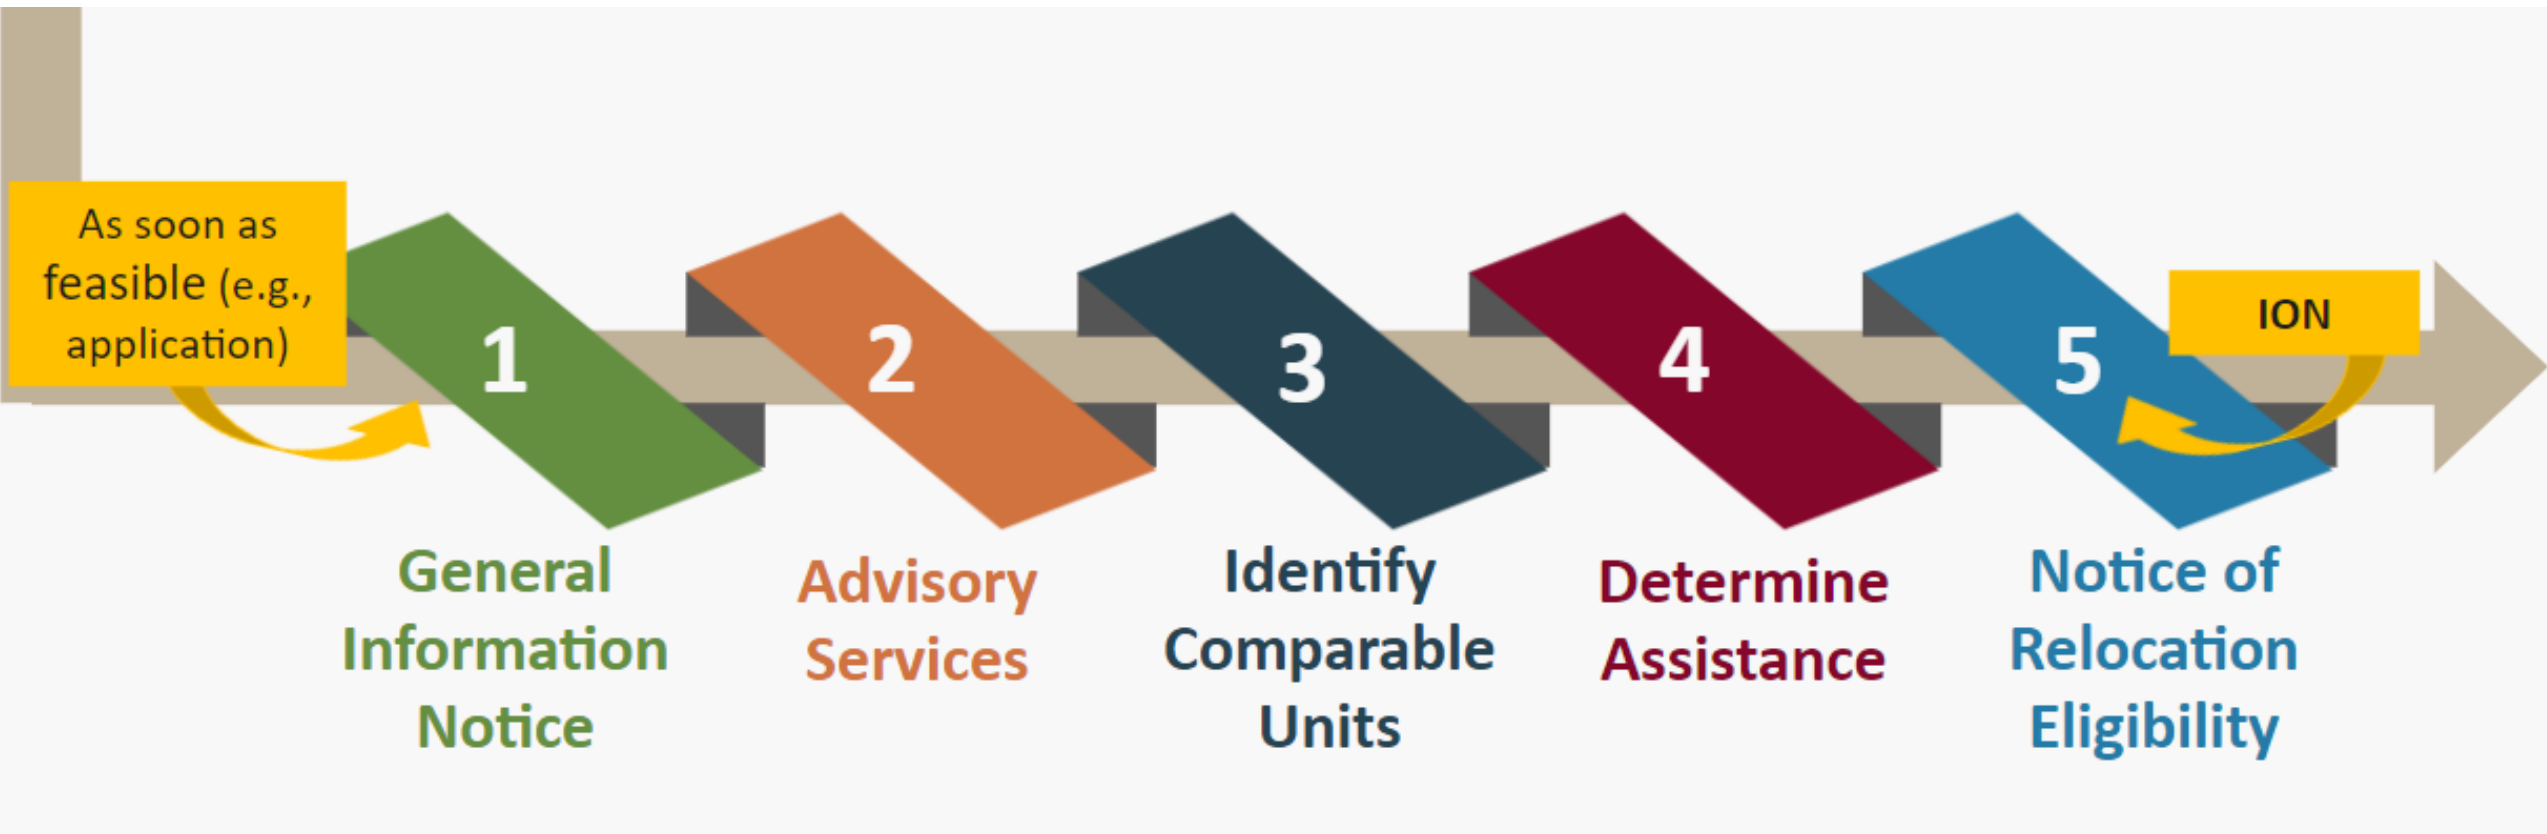 As soon as
feasible (e.g.,
application)
1
General
Information
Notice
2
Advisory
Services
3
Identify
Comparable
Units
4
Determine
Assistance
5
ION
Notice of
Relocation
Eligibility